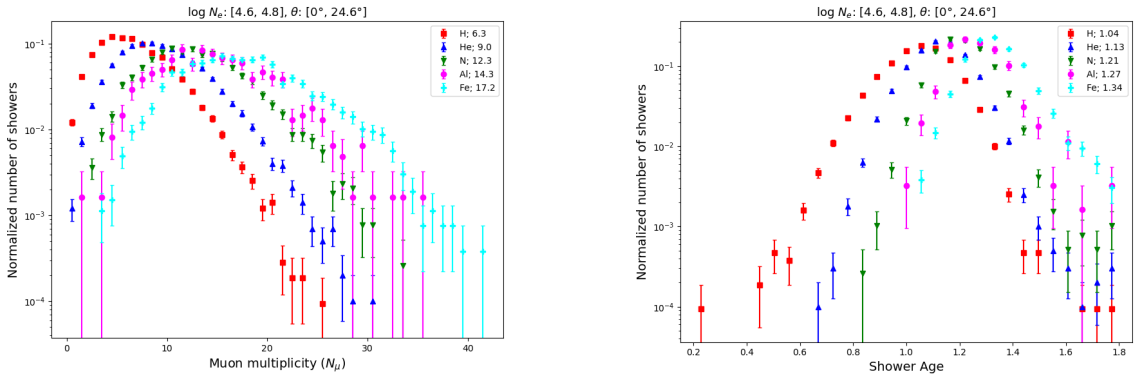 log N_e: [4.6, 4.8], θ: [0°, 24.6°]
H; 6.3
He; 9.0
N; 12.3
Al; 14.3
Fe; 17.2
Normalized number of showers
10⁻¹
10⁻²
10⁻³
10⁻⁴
0 10 20 30 40
Muon multiplicity (N_μ)
log N_e: [4.6, 4.8], θ: [0°, 24.6°]
H; 1.04
He; 1.13
N; 1.21
Al; 1.27
Fe; 1.34
Normalized number of showers
10⁻¹
10⁻²
10⁻³
10⁻⁴
0.2 0.4 0.6 0.8 1.0 1.2 1.4 1.6 1.8
Shower Age